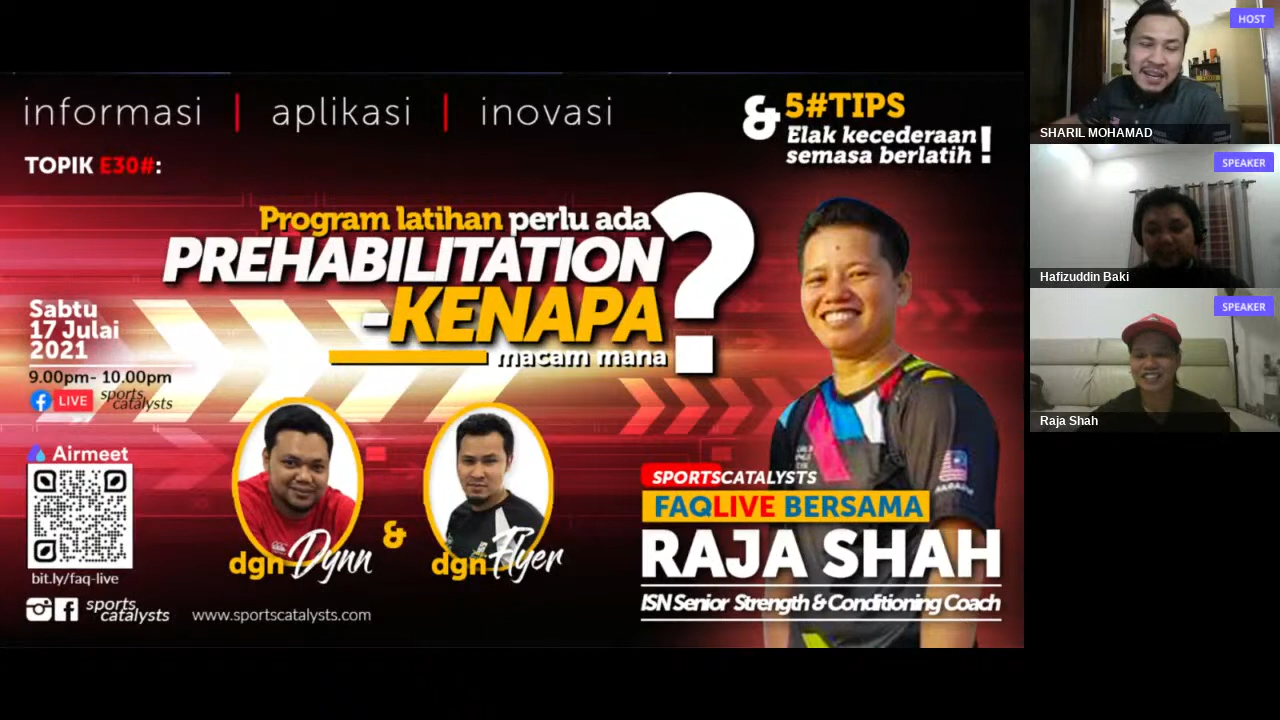 informasi | aplikasi | inovasi
TOPIK E30#:
& 5#TIPS
Elak kecederaan
semasa berlatih !
Program latihan perlu ada
PREHABILITATION
-KENAPA
macam mana
?
Sabtu
17 Julai
2021
9.00pm- 10.00pm
LIVE sports catalysts
Airmeet
bit.ly/faq-live
dgn Dynn & dgn Flyer
sports catalysts www.sportscatalysts.com
SPORTSCATALYSTS
FAQLIVE BERSAMA
RAJA SHAH
ISN Senior Strength & Conditioning Coach
HOST
SHARIL MOHAMAD
SPEAKER
Hafizuddin Baki
SPEAKER
Raja Shah